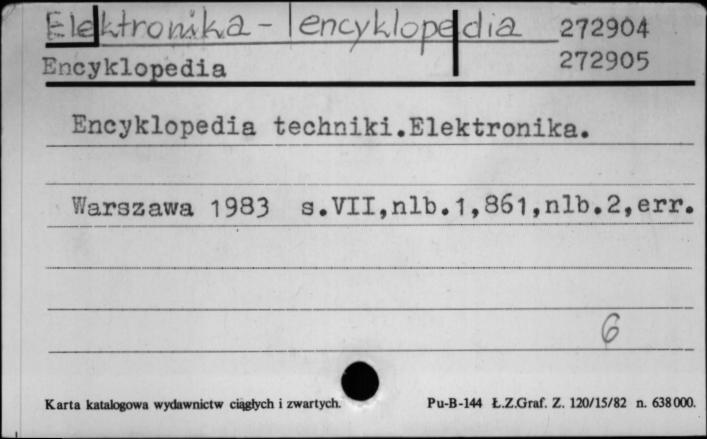 Elektronika - encyklopedia 272904
Encyklopedia 272905
Encyklopedia techniki.Elektronika.
Warszawa 1983 s.VII,nlb.1,861,nlb.2,err.
6
Karta katalogowa wydawnictw ciągłych i zwartych. Pu-B-144 Ł.Z.Graf. Z. 120/15/82 n. 638000.